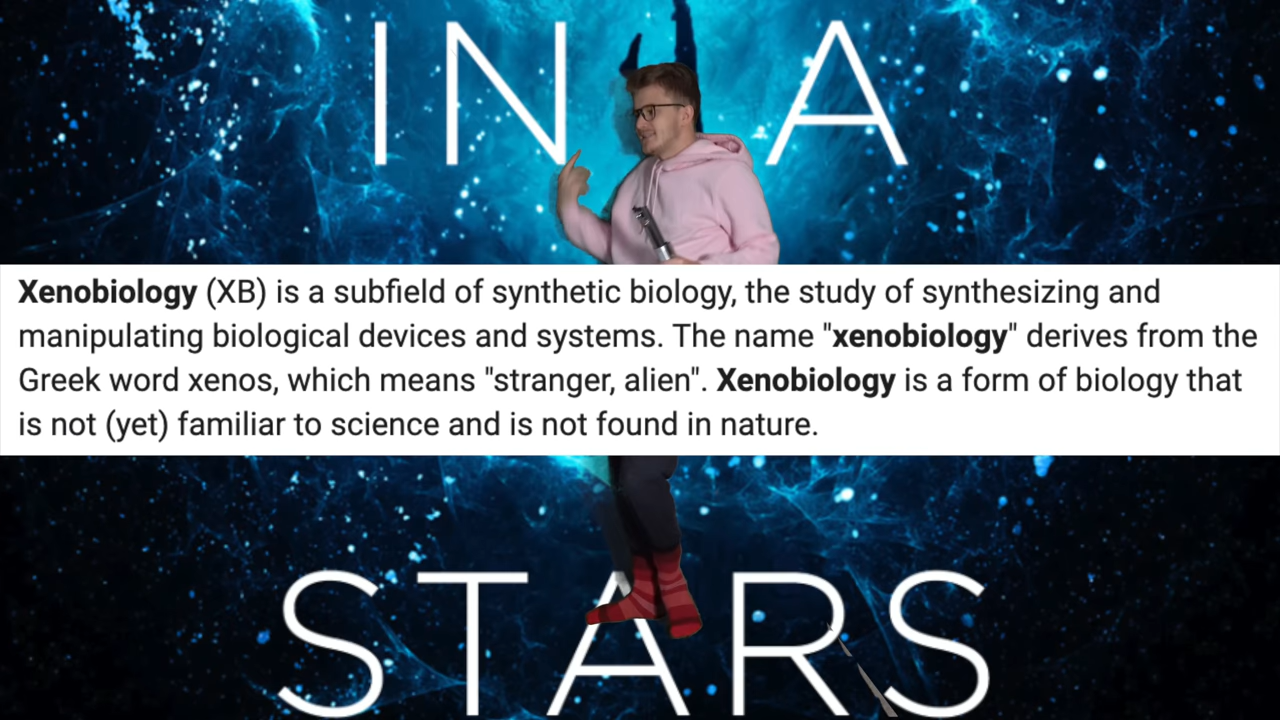 IN A
Xenobiology (XB) is a subfield of synthetic biology, the study of synthesizing and
manipulating biological devices and systems. The name "xenobiology" derives from the
Greek word xenos, which means "stranger, alien". Xenobiology is a form of biology that
is not (yet) familiar to science and is not found in nature.
STARS